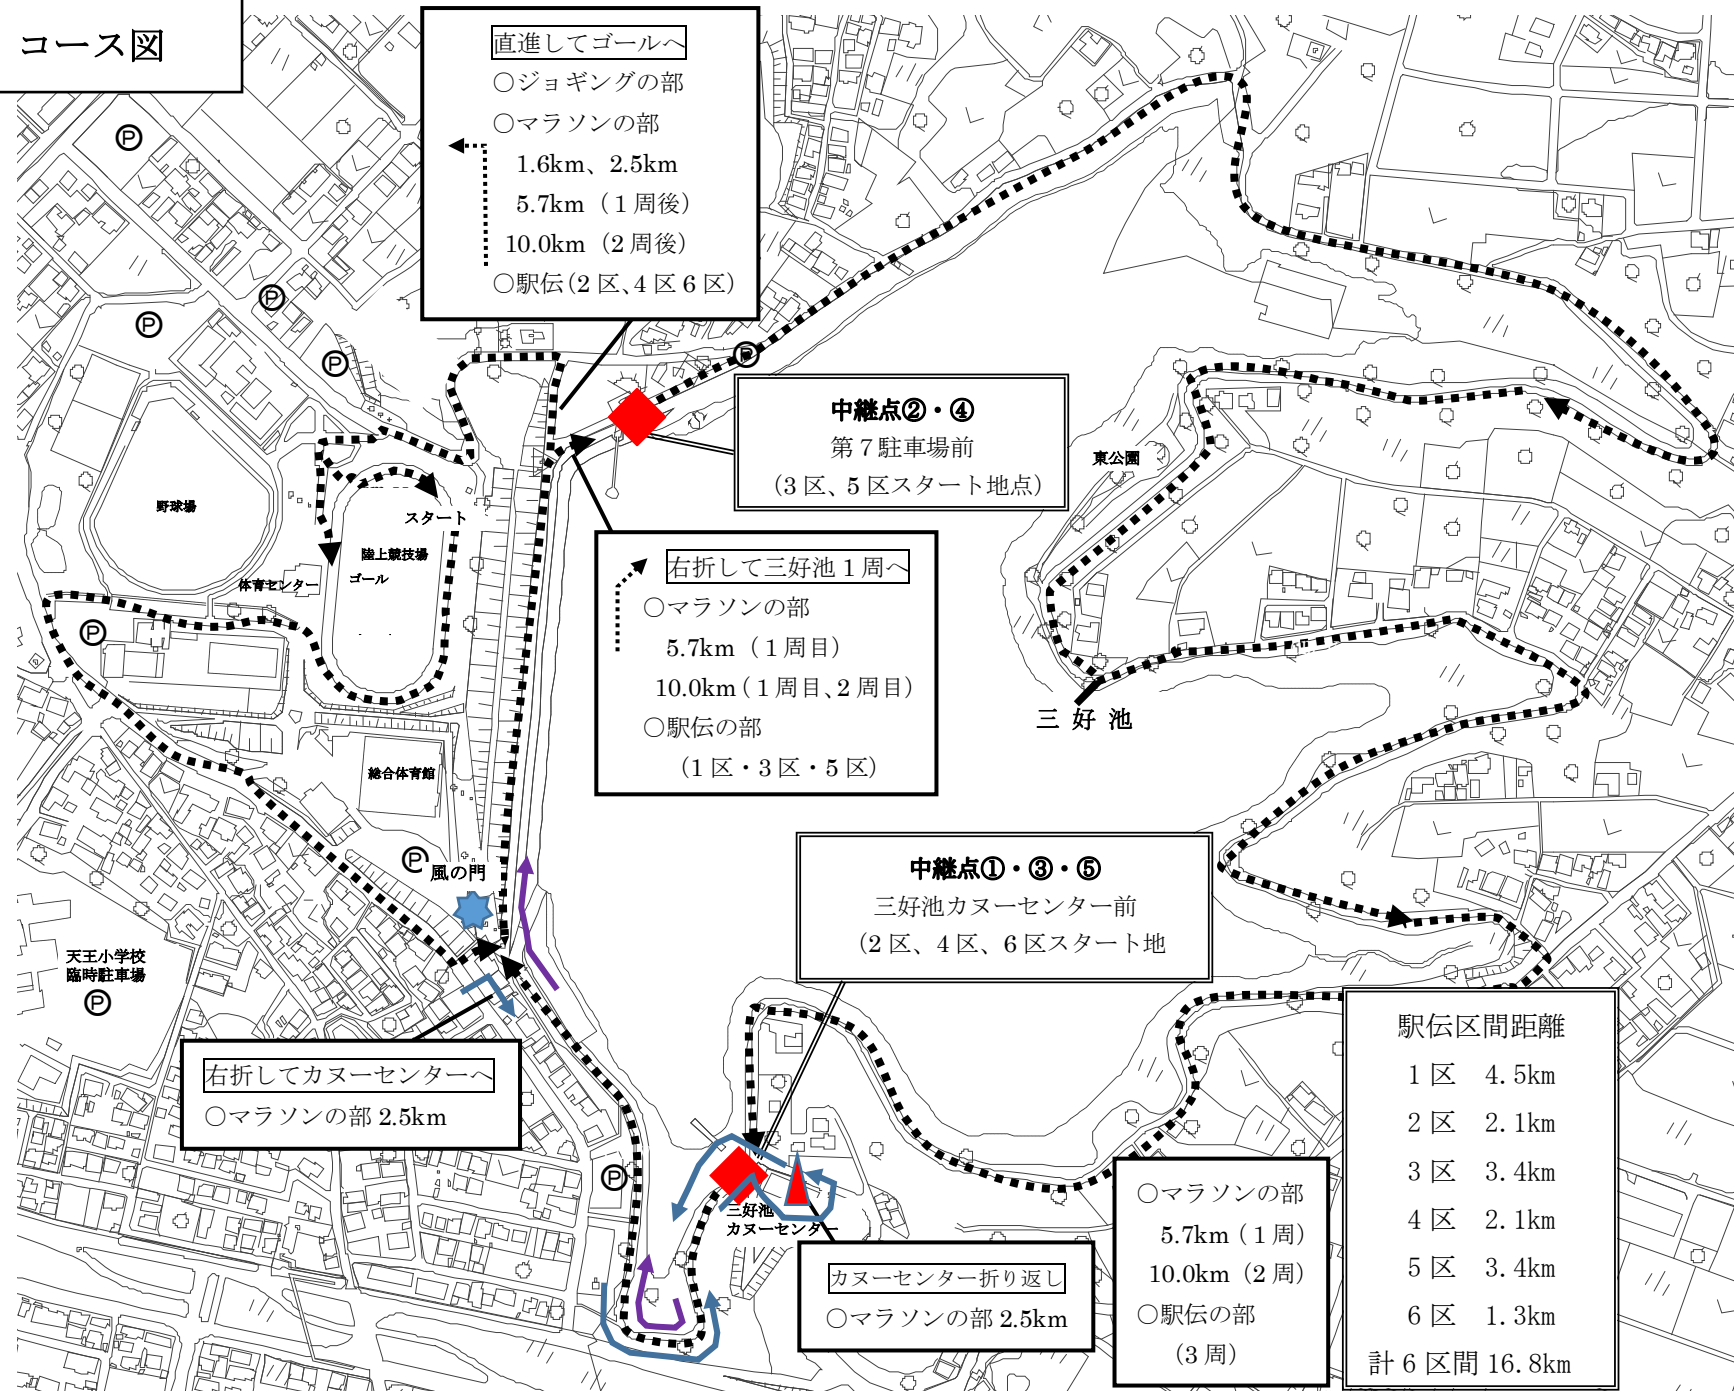 コース図
直進してゴールへ
○ジョギングの部
○マラソンの部
1.6km、2.5km
5.7km（1周後）
10.0km（2周後）
○駅伝（2区、4区6区）
Ⓟ
Ⓟ
Ⓟ
Ⓟ
Ⓟ
中継点②・④
第7駐車場前
（3区、5区スタート地点）
東公園
野球場
スタート
陸上競技場
ゴール
体育センター
Ⓟ
右折して三好池1周へ
○マラソンの部
5.7km（1周目）
10.0km（1周目、2周目）
○駅伝の部
（1区・3区・5区）
三好池
総合体育館
Ⓟ
風の門
中継点①・③・⑤
三好池カヌーセンター前
（2区、4区、6区スタート地
天王小学校
臨時駐車場
Ⓟ
右折してカヌーセンターへ
○マラソンの部 2.5km
Ⓟ
三好池
カヌーセンター
カヌーセンター折り返し
○マラソンの部 2.5km
○マラソンの部
5.7km（1周）
10.0km（2周）
○駅伝の部
（3周）
駅伝区間距離
1区 4.5km
2区 2.1km
3区 3.4km
4区 2.1km
5区 3.4km
6区 1.3km
計6区間 16.8km